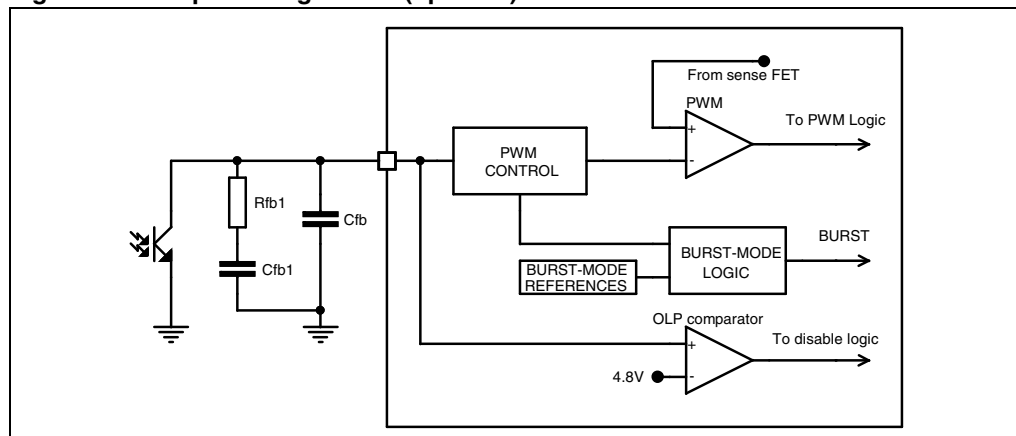 From sense FET
PWM
+
-
To PWM Logic
PWM
CONTROL
Rfb1
Cfb
Cfb1
BURST
BURST-MODE
LOGIC
BURST-MODE
REFERENCES
OLP comparator
+
-
4.8V
To disable logic